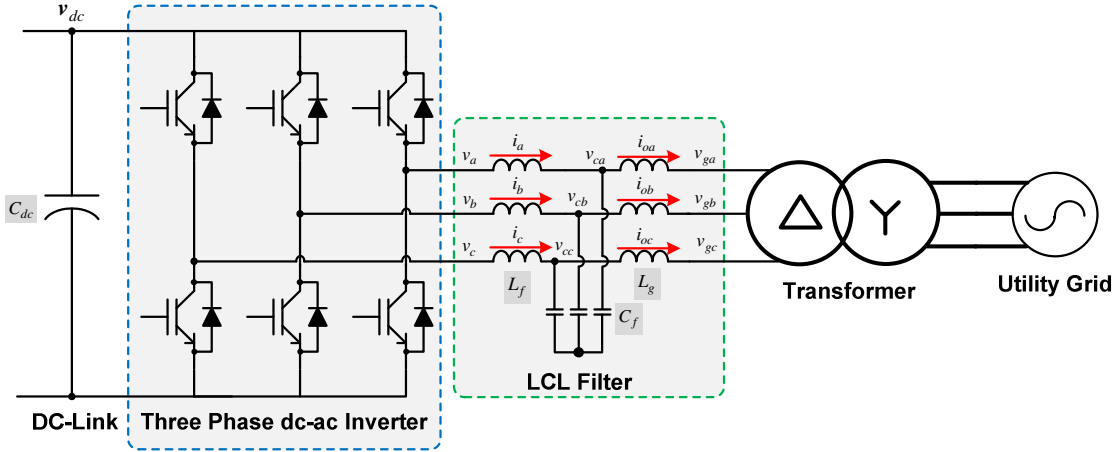 v_dc
C_dc
DC-Link
Three Phase dc-ac Inverter
v_a i_a v_ca i_oa v_ga
v_b i_b v_cb i_ob v_gb
v_c i_c v_cc i_oc v_gc
L_f L_g
C_f
LCL Filter
Transformer
Utility Grid